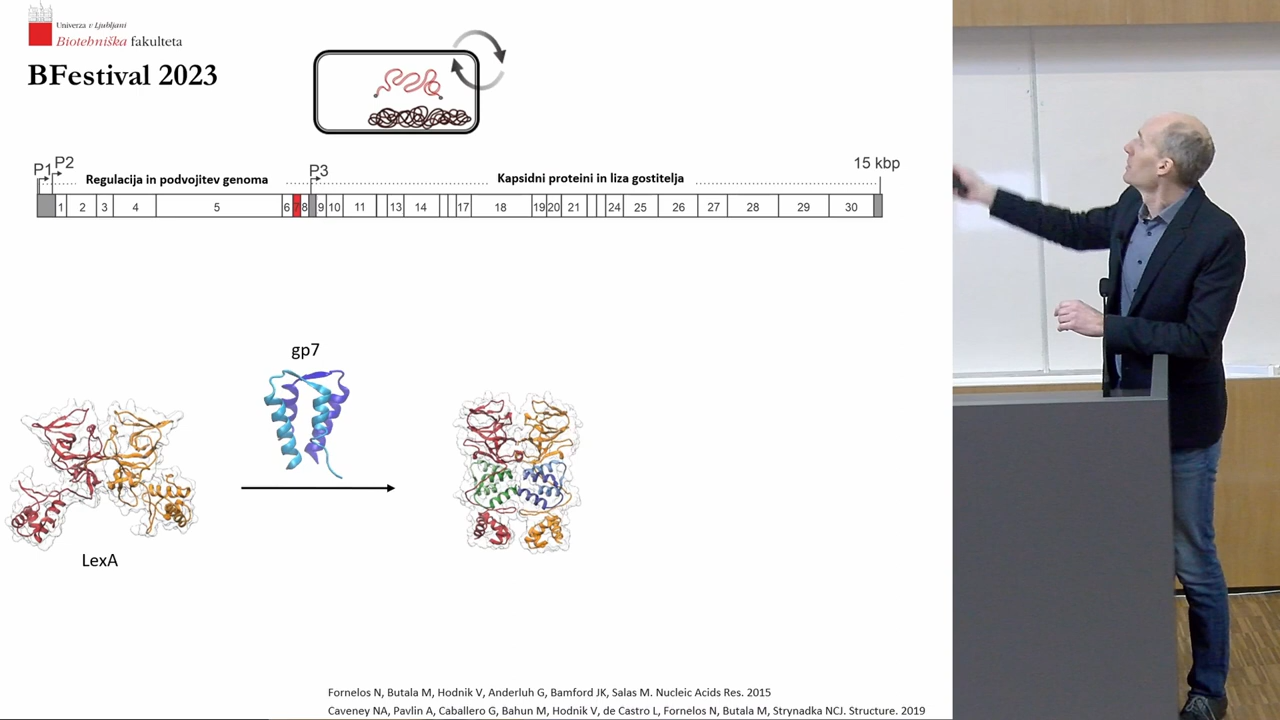 Univerza v Ljubljani
Biotehniška fakulteta
BFestival 2023
P1 P2 P3 15 kbp
Regulacija in podvojitev genoma Kapsidni proteini in liza gostitelja
1 2 3 4 5 6 7 8 9 10 11 13 14 17 18 19 20 21 24 25 26 27 28 29 30
gp7
LexA
Fornelos N, Butala M, Hodnik V, Anderluh G, Bamford JK, Salas M. Nucleic Acids Res. 2015
Caveney NA, Pavlin A, Caballero G, Bahun M, Hodnik V, de Castro L, Fornelos N, Butala M, Strynadka NCJ. Structure. 2019